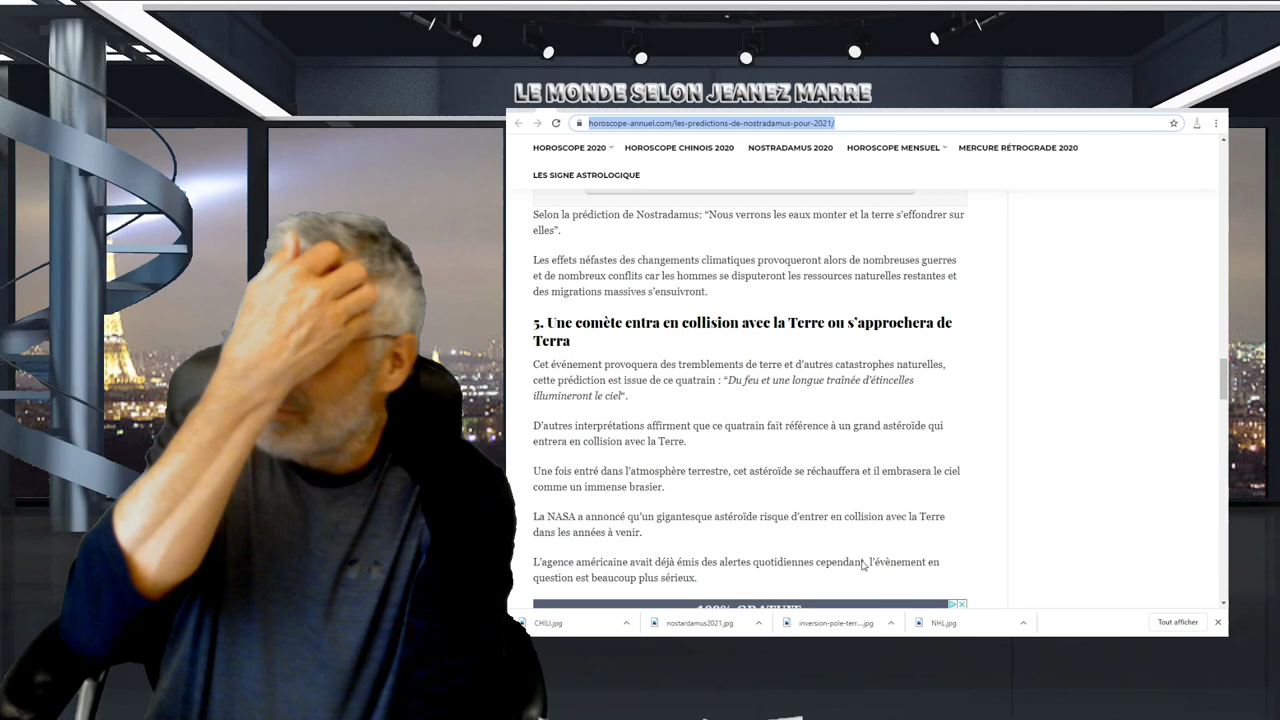 LE MONDE SELON JEANEZ MARRE
horoscope-annuel.com/les-predictions-de-nostradamus-pour-2021/
HOROSCOPE 2020 HOROSCOPE CHINOIS 2020 NOSTRADAMUS 2020 HOROSCOPE MENSUEL MERCURE RÉTROGRADE 2020
LES SIGNE ASTROLOGIQUE
Selon la prédiction de Nostradamus: “Nous verrons les eaux monter et la terre s’effondrer sur
elles”.
Les effets néfastes des changements climatiques provoqueront alors de nombreuses guerres
et de nombreux conflits car les hommes se disputeront les ressources naturelles restantes et
des migrations massives s’ensuivront.
5. Une comète entra en collision avec la Terre ou s’approchera de
Terra
Cet événement provoquera des tremblements de terre et d’autres catastrophes naturelles,
cette prédiction est issue de ce quatrain : “Du feu et une longue traînée d’étincelles
illumineront le ciel“.
D’autres interprétations affirment que ce quatrain fait référence à un grand astéroïde qui
entrera en collision avec la Terre.
Une fois entré dans l’atmosphère terrestre, cet astéroïde se réchauffera et il embrasera le ciel
comme un immense brasier.
La NASA a annoncé qu’un gigantesque astéroïde risque d’entrer en collision avec la Terre
dans les années à venir.
L’agence américaine avait déjà émis des alertes quotidiennes cependant, l’évènement en
question est beaucoup plus sérieux.
100% GRATUIT
CHILI.jpg nostardamus2021.jpg inversion-pole-terr....jpg NHL.jpg Tout afficher